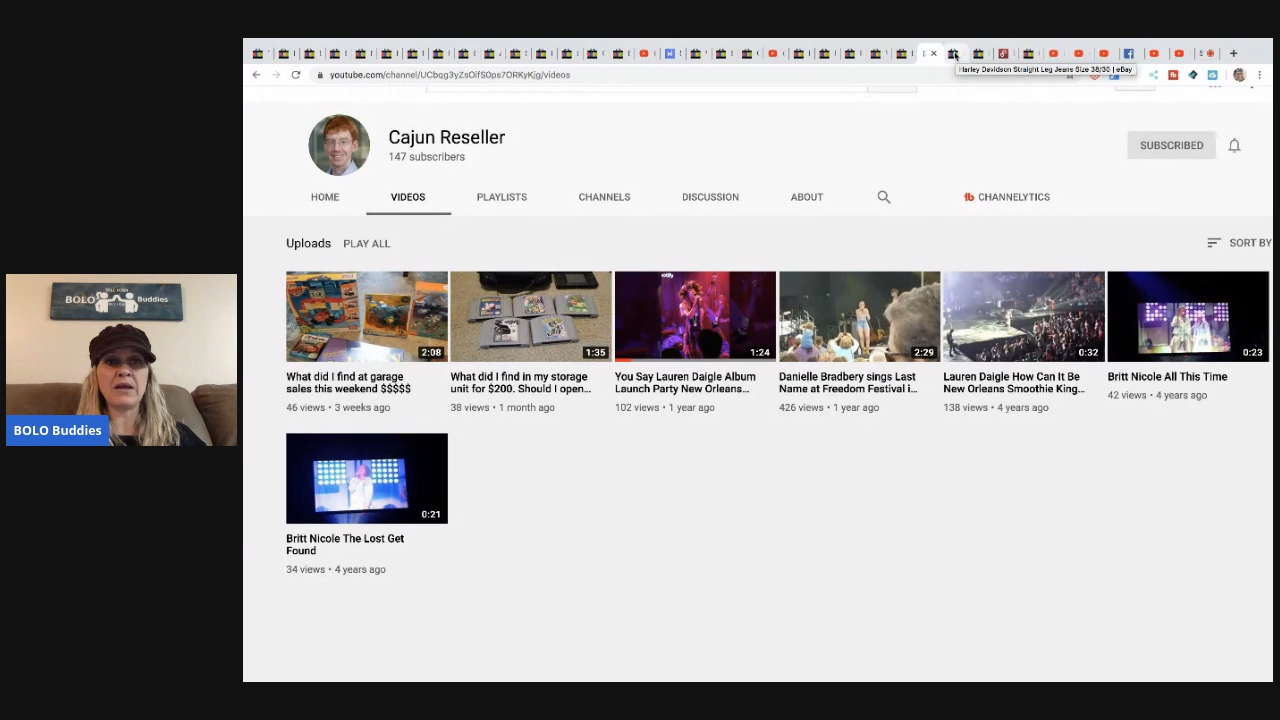 youtube.com/channel/UCbqg3yZsOifS0ps7ORKyKjg/videos
Harley Davidson Straight Leg Jeans Size 38/30 | eBay
Cajun Reseller
147 subscribers
SUBSCRIBED
HOME
VIDEOS
PLAYLISTS
CHANNELS
DISCUSSION
ABOUT
CHANNELYTICS
Uploads
PLAY ALL
SORT BY
2:08
1:35
1:24
2:29
0:32
0:23
What did I find at garage
sales this weekend $$$$$
46 views • 3 weeks ago
What did I find in my storage
unit for $200. Should I open...
38 views • 1 month ago
You Say Lauren Daigle Album
Launch Party New Orleans...
102 views • 1 year ago
Danielle Bradbery sings Last
Name at Freedom Festival i...
426 views • 1 year ago
Lauren Daigle How Can It Be
New Orleans Smoothie King...
138 views • 4 years ago
Britt Nicole All This Time
42 views • 4 years ago
0:21
Britt Nicole The Lost Get
Found
34 views • 4 years ago
BOLO Buddies
BOLO Buddies